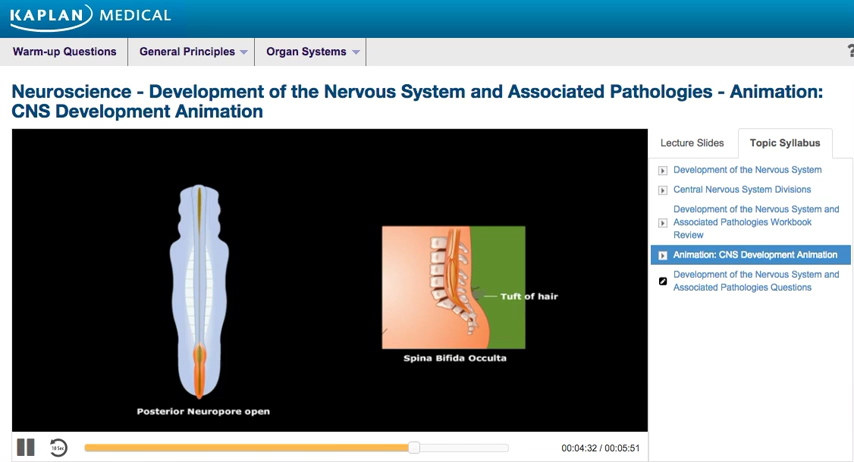 KAPLAN MEDICAL
Warm-up Questions General Principles Organ Systems ?
Neuroscience - Development of the Nervous System and Associated Pathologies - Animation:
CNS Development Animation
Lecture Slides Topic Syllabus
Development of the Nervous System
Central Nervous System Divisions
Development of the Nervous System and
Associated Pathologies Workbook
Review
Animation: CNS Development Animation
Development of the Nervous System and
Associated Pathologies Questions
Tuft of hair
Spina Bifida Occulta
Posterior Neuropore open
10 Sec
00:04:32 / 00:05:51